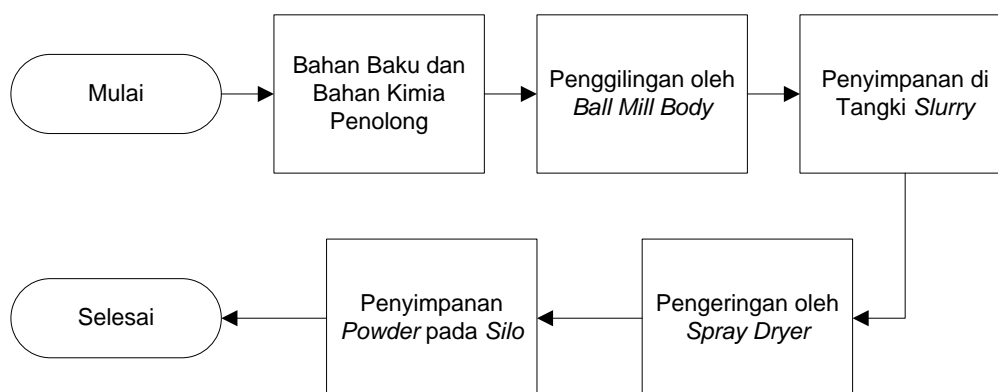 Mulai
Bahan Baku dan
Bahan Kimia
Penolong
Penggilingan oleh
Ball Mill Body
Penyimpanan di
Tangki Slurry
Pengeringan oleh
Spray Dryer
Penyimpanan
Powder pada Silo
Selesai